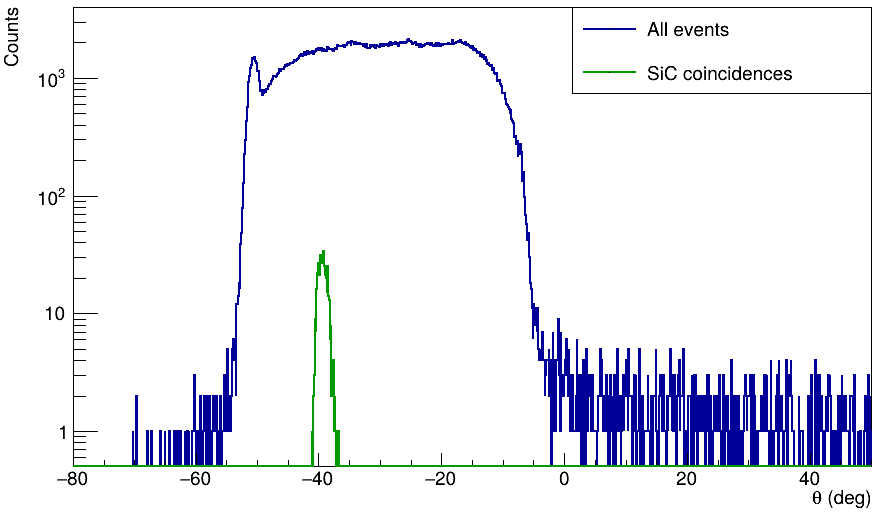 Counts
All events
SiC coincidences
10³
10²
10
1
−80 −60 −40 −20 0 20 40
θ (deg)